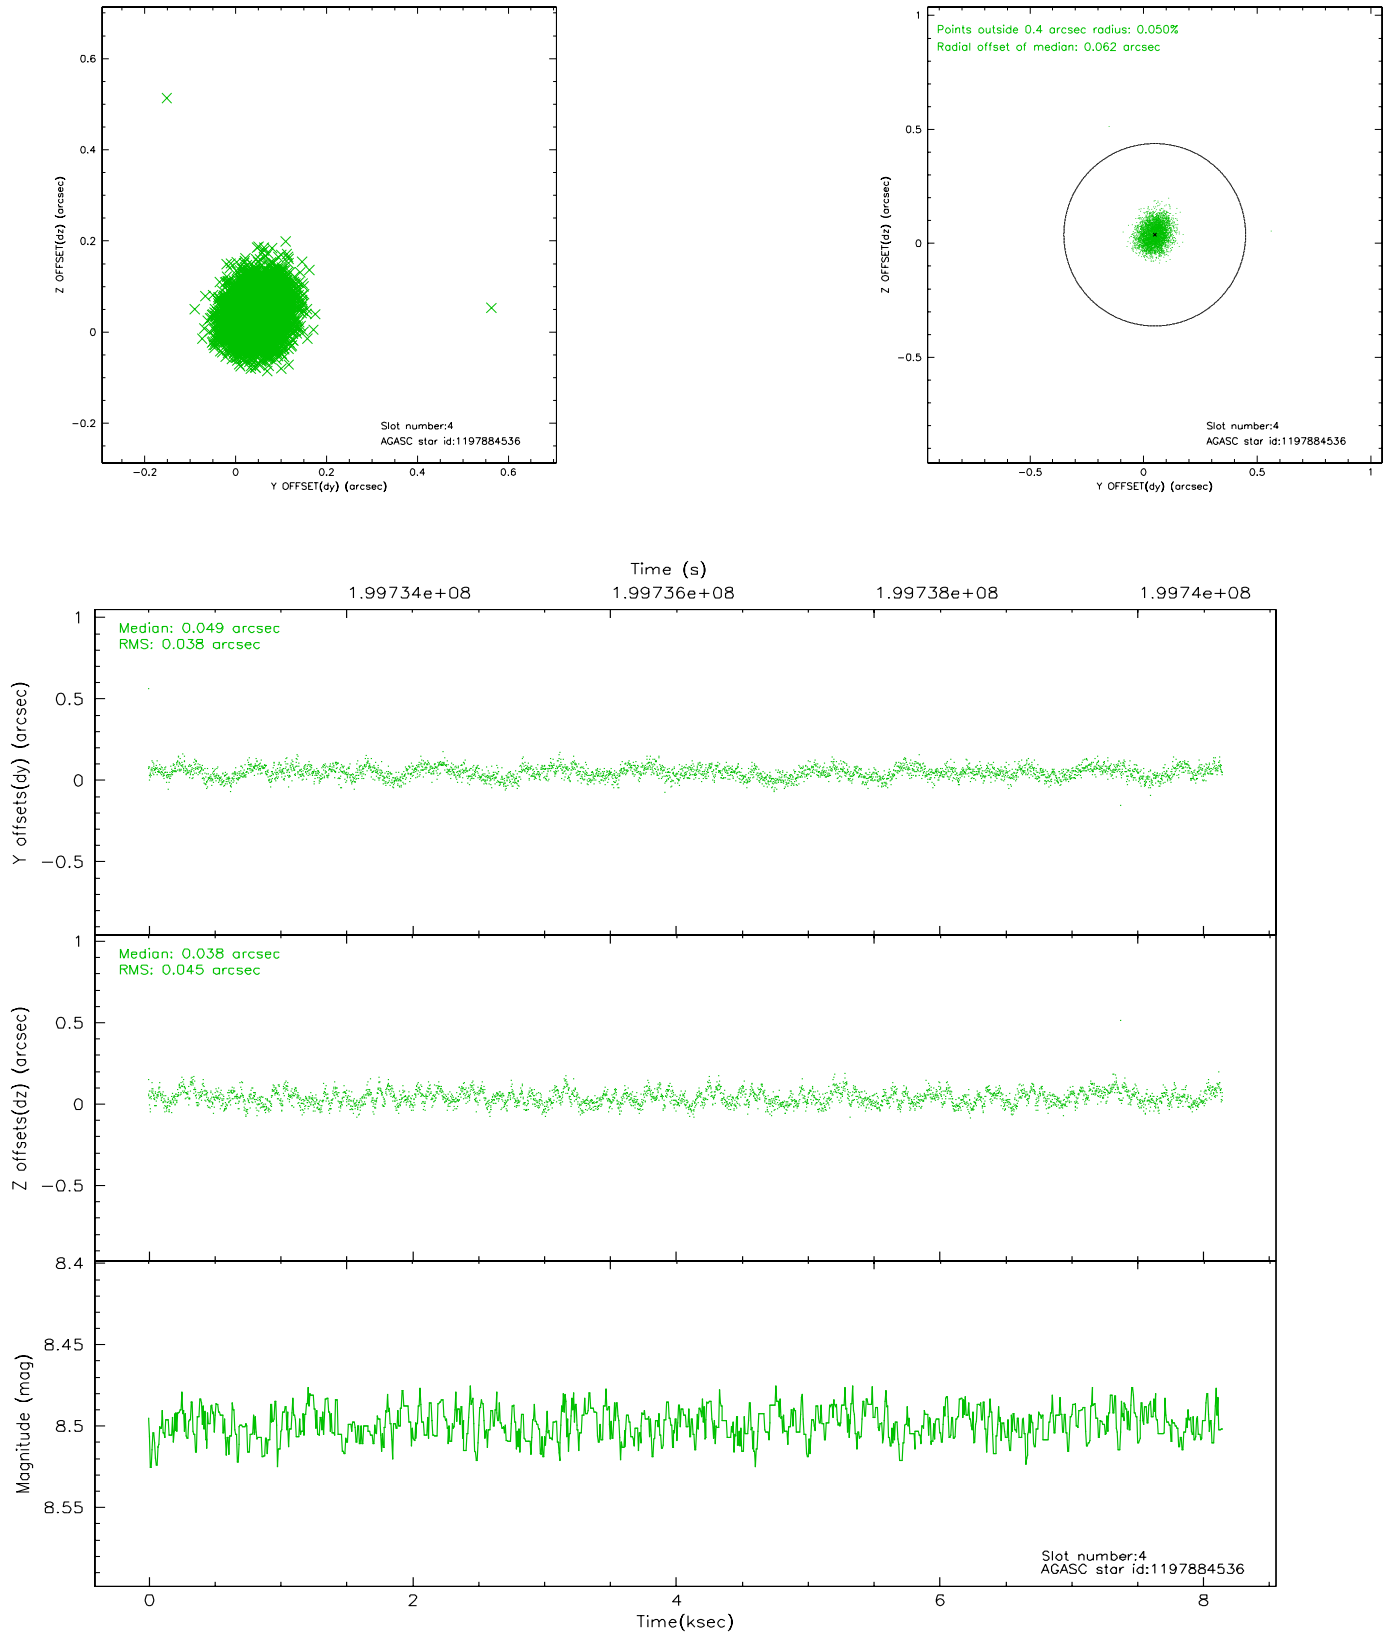 0.6
0.4
0.2
0
−0.2
Z OFFSET(dz) (arcsec)
Slot number:4
AGASC star id:1197884536
−0.2 0 0.2 0.4 0.6
Y OFFSET(dy) (arcsec)
Points outside 0.4 arcsec radius: 0.050%
Radial offset of median: 0.062 arcsec
1
0.5
0
−0.5
Z OFFSET(dz) (arcsec)
Slot number:4
AGASC star id:1197884536
−0.5 0 0.5 1
Y OFFSET(dy) (arcsec)
Time (s)
1.99734e+08 1.99736e+08 1.99738e+08 1.9974e+08
Median: 0.049 arcsec
RMS: 0.038 arcsec
1
0.5
0
−0.5
Y offsets(dy) (arcsec)
Median: 0.038 arcsec
RMS: 0.045 arcsec
1
0.5
0
−0.5
Z offsets(dz) (arcsec)
8.4
8.45
8.5
8.55
Magnitude (mag)
Slot number:4
AGASC star id:1197884536
0 2 4 6 8
Time(ksec)